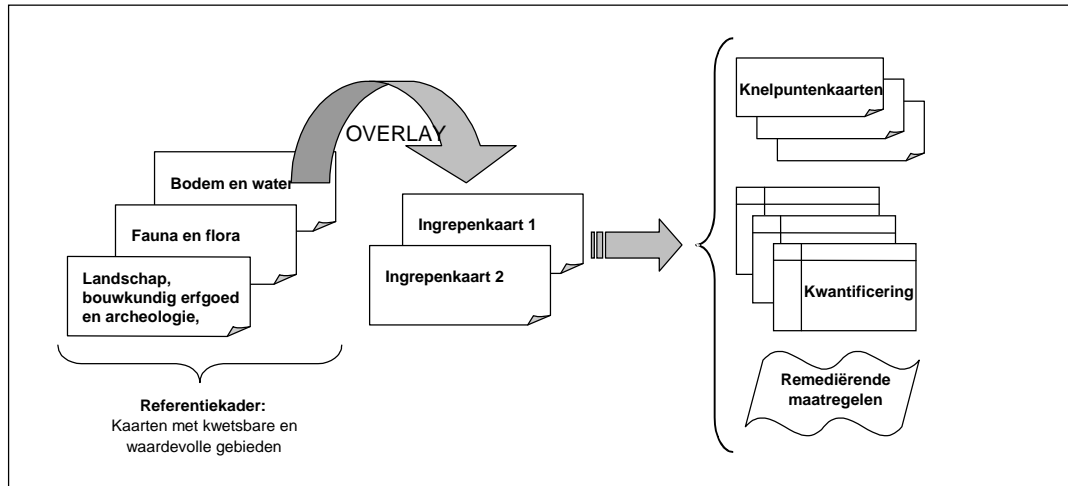 OVERLAY
Bodem en water
Fauna en flora
Landschap,
bouwkundig erfgoed
en archeologie,
Referentiekader:
Kaarten met kwetsbare en
waardevolle gebieden
Ingrepenkaart 1
Ingrepenkaart 2
Knelpuntenkaarten
Kwantificering
Remediërende
maatregelen